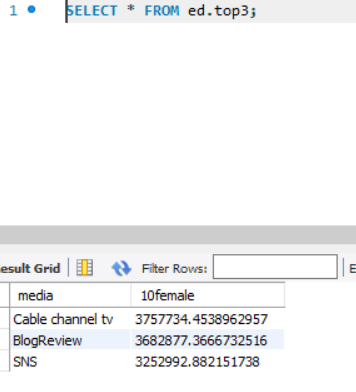 1 SELECT * FROM ed.top3;
esult Grid Filter Rows: E
media 10female
Cable channel tv 3757734.4538962957
BlogReview 3682877.3666732516
SNS 3252992.882151738